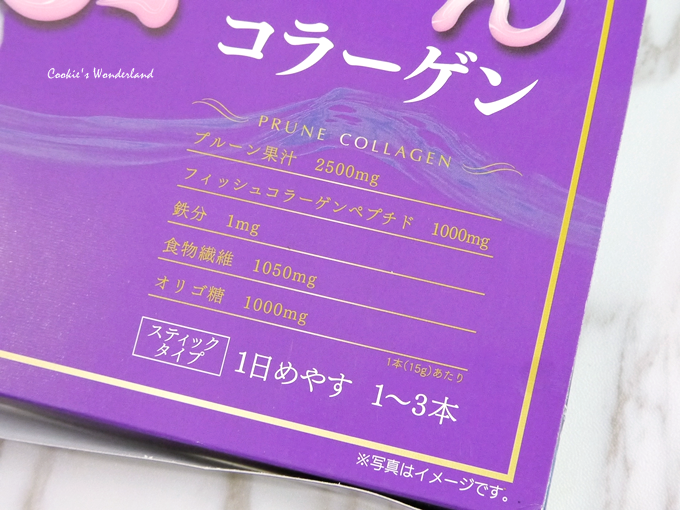 ん
コラーゲン
Cookie's Wonderland
PRUNE COLLAGEN
プルーン果汁 2500mg
フィッシュコラーゲンペプチド 1000mg
鉄分 1mg
食物繊維 1050mg
オリゴ糖 1000mg
1本(15g)あたり
スティック
タイプ
1日めやす 1〜3本
※写真はイメージです。